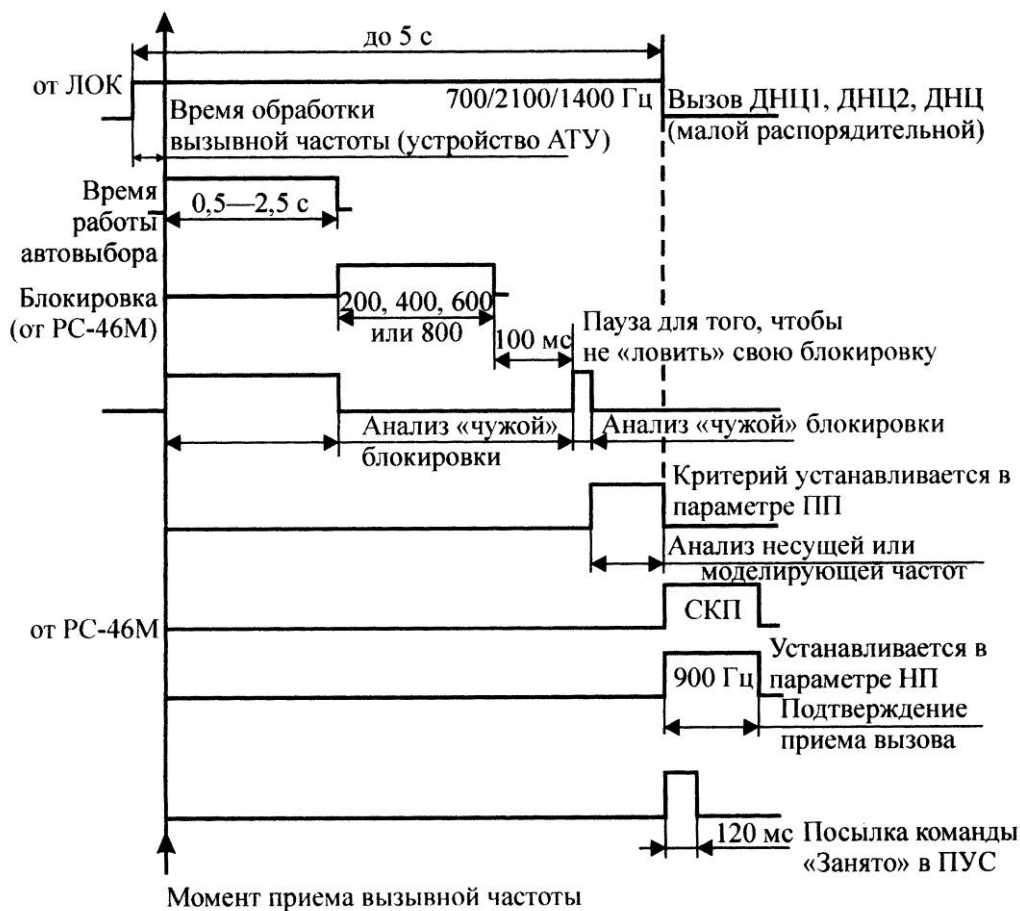 до 5 с
от ЛОК
700/2100/1400 Гц
Вызов ДНЦ1, ДНЦ2, ДНЦ
(малой распорядительной)
Время обработки
вызывной частоты (устройство АТУ)
Время
работы
автовыбора
0,5—2,5 с
Блокировка
(от РС-46М)
200, 400, 600
или 800
100 мс
Пауза для того, чтобы
не «ловить» свою блокировку
Анализ «чужой»
блокировки
Анализ «чужой» блокировки
Критерий устанавливается в
параметре ПП
Анализ несущей или
моделирующей частот
от РС-46М
СКП
900 Гц
Устанавливается в
параметре НП
Подтверждение
приема вызова
120 мс
Посылка команды
«Занято» в ПУС
Момент приема вызывной частоты